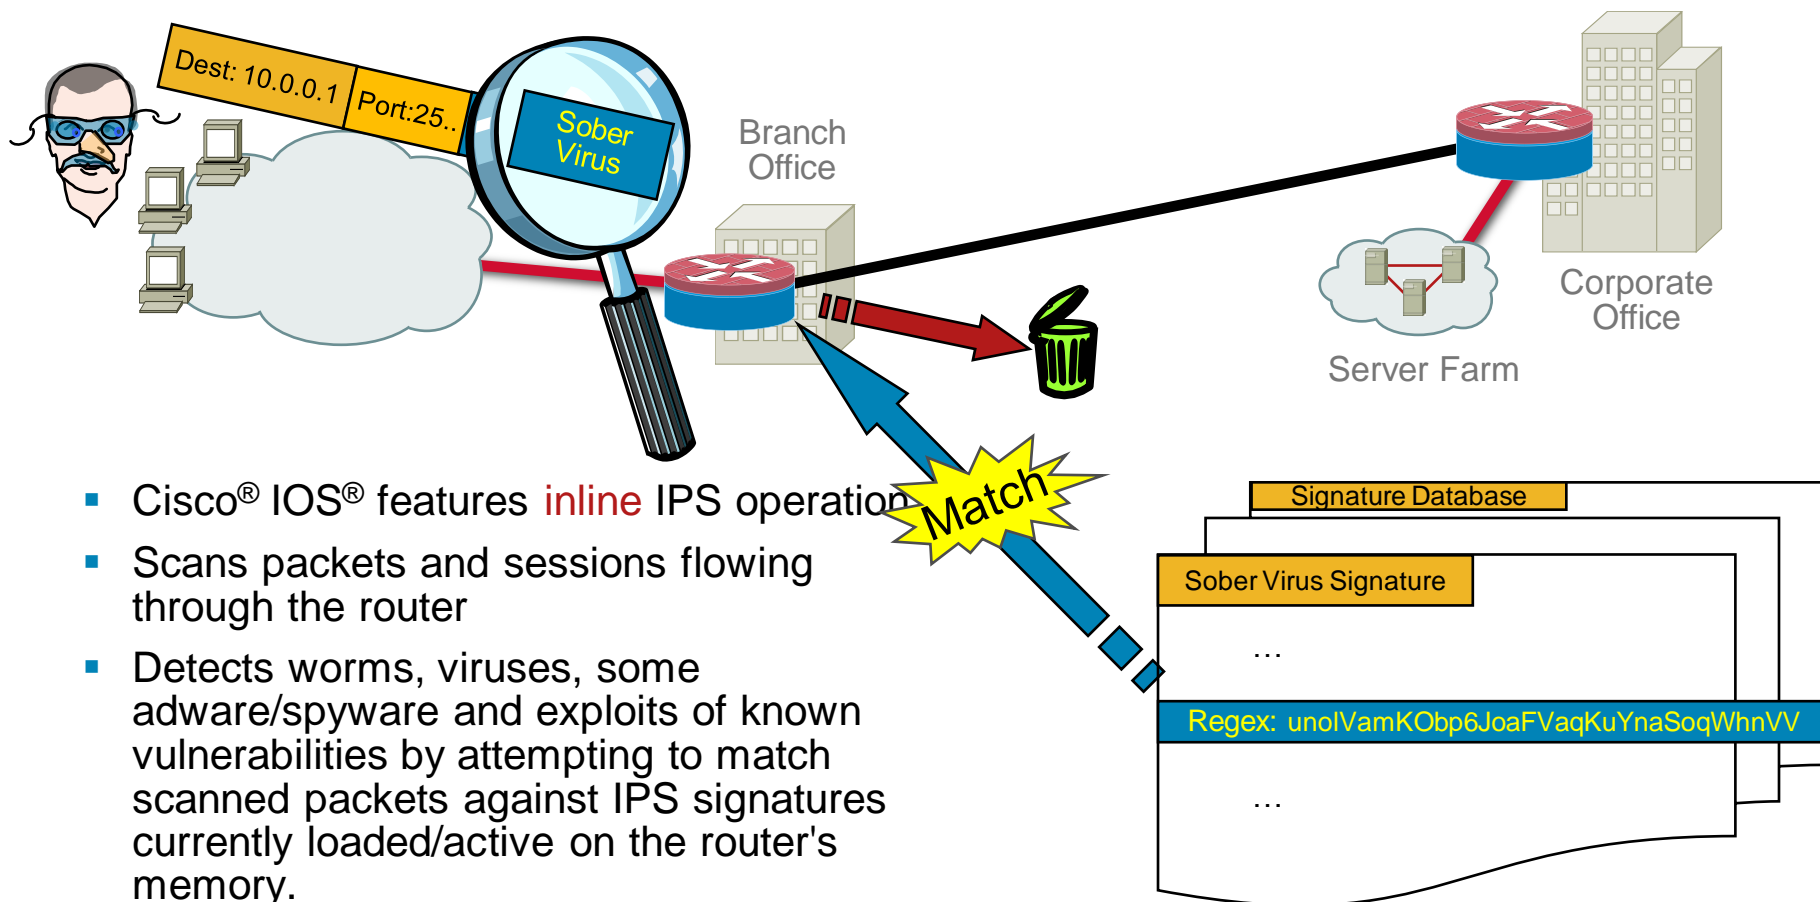 Dest: 10.0.0.1
Port:25..
Sober
Virus
Branch
Office
Corporate
Office
Server Farm
Match
Cisco® IOS® features inline IPS operation
Scans packets and sessions flowing
through the router
Detects worms, viruses, some
adware/spyware and exploits of known
vulnerabilities by attempting to match
scanned packets against IPS signatures
currently loaded/active on the router's
memory.
Signature Database
Sober Virus Signature
...
Regex: unolVamKObp6JoaFVaqKuYnaSoqWhnVV
...